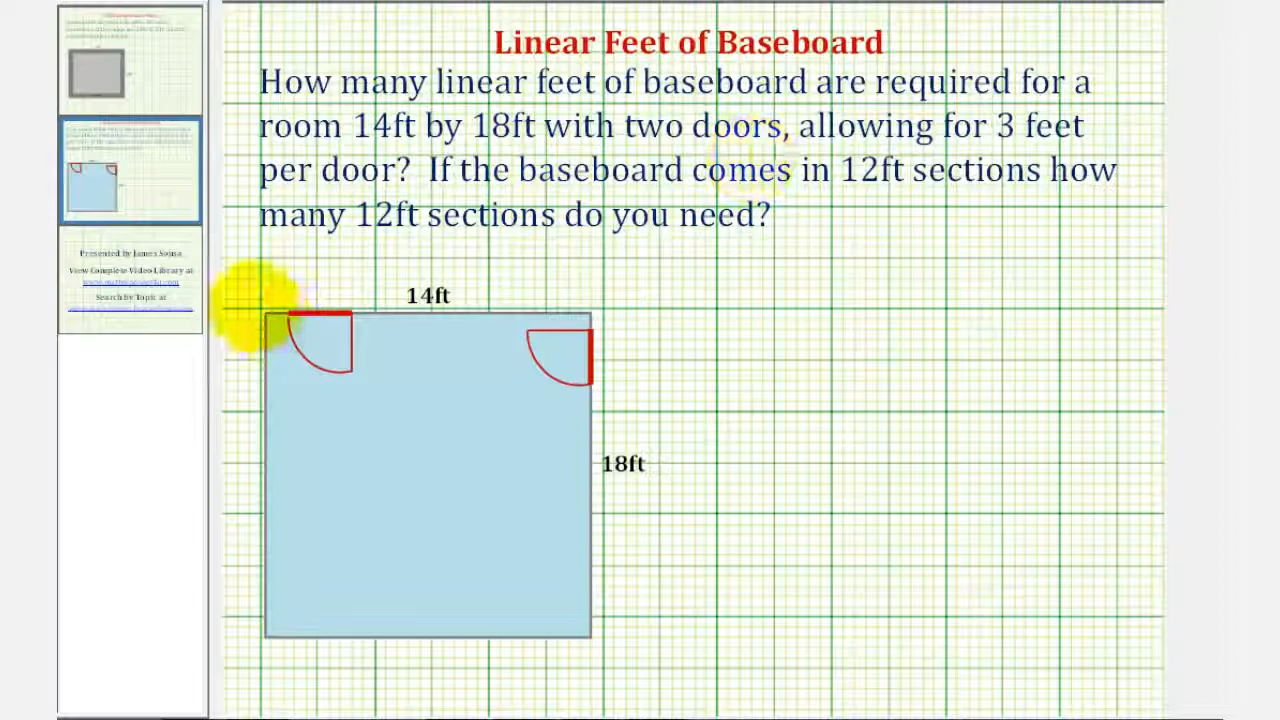 Linear Feet of Baseboard
How many linear feet of baseboard are required for a
room 14ft by 18ft with two doors, allowing for 3 feet
per door? If the baseboard comes in 12ft sections how
many 12ft sections do you need?
14ft
18ft
Presented by James Sousa
View Complete Video Library at
Search by Topic at